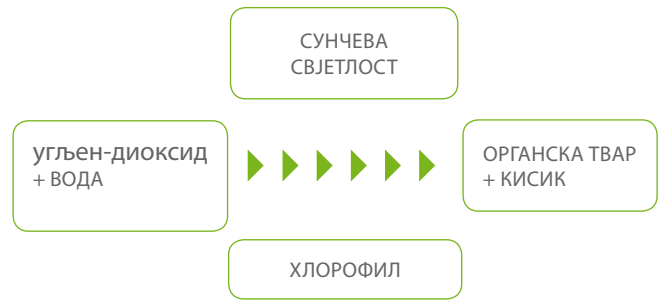 СУНЧЕВА
СВЈЕТЛОСТ
угљен-диоксид
+ ВОДА
ОРГАНСКА ТВАР
+ КИСИК
ХЛОРОФИЛ